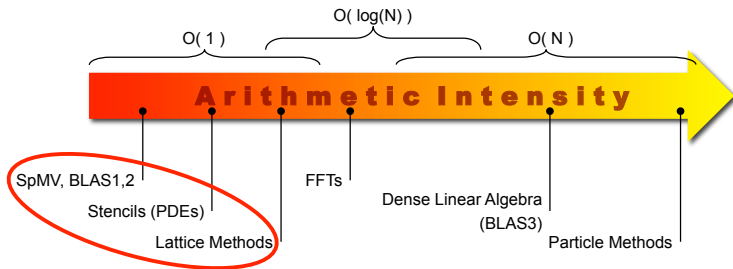 O( log(N) )
O( 1 )
O( N )
Arithmetic Intensity
SpMV, BLAS1,2
FFTs
Stencils (PDEs)
Dense Linear Algebra
(BLAS3)
Lattice Methods
Particle Methods